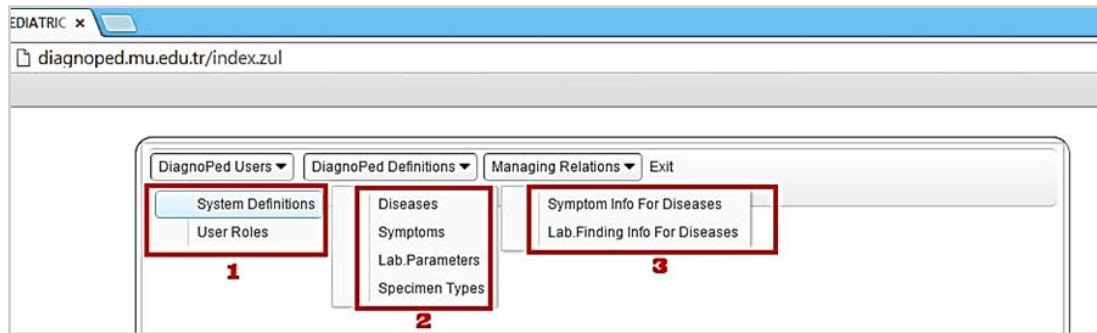 EDIATRIC ×
diagnoped.mu.edu.tr/index.zul
DiagnoPed Users DiagnoPed Definitions Managing Relations Exit
System Definitions
User Roles
1
Diseases
Symptoms
Lab.Parameters
Specimen Types
2
Symptom Info For Diseases
Lab.Finding Info For Diseases
3